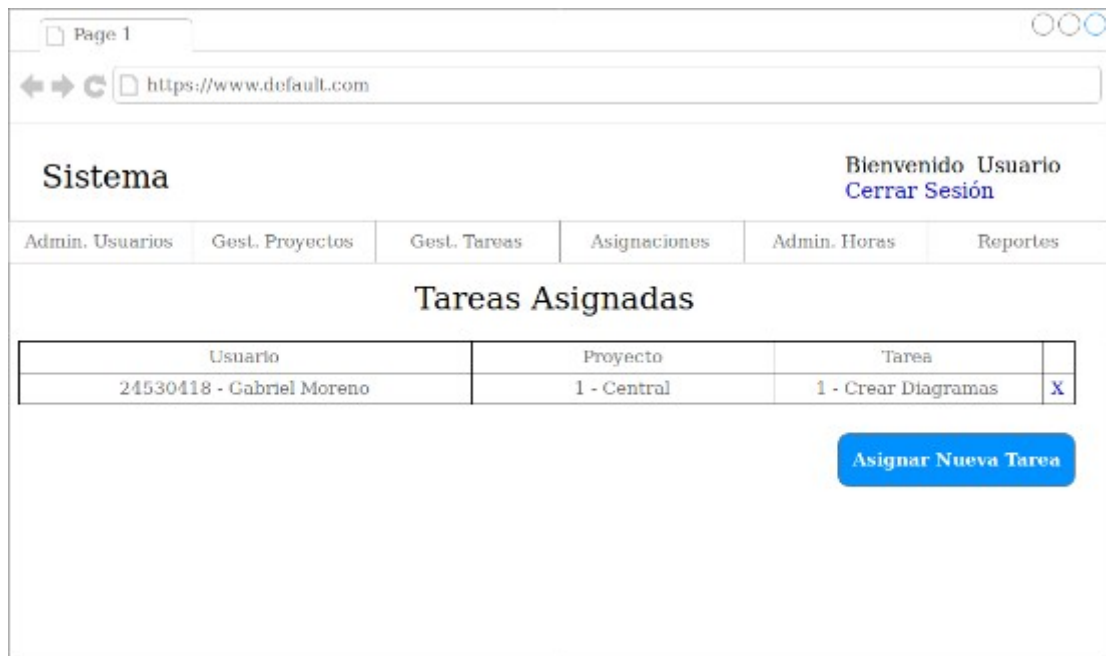 Page 1
https://www.default.com
Sistema
Bienvenido Usuario
Cerrar Sesión
Admin. Usuarios Gest. Proyectos Gest. Tareas Asignaciones Admin. Horas Reportes
Tareas Asignadas
Usuario Proyecto Tarea
24530418 - Gabriel Moreno 1 - Central 1 - Crear Diagramas X
Asignar Nueva Tarea